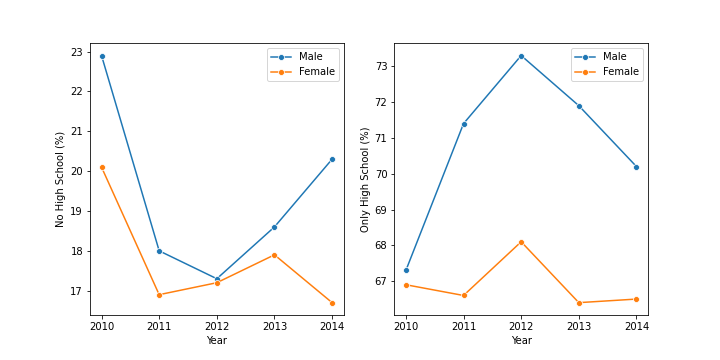 No High School (%)
23
22
21
20
19
18
17
2010 2011 2012 2013 2014
Year
Male
Female
Only High School (%)
73
72
71
70
69
68
67
2010 2011 2012 2013 2014
Year
Male
Female